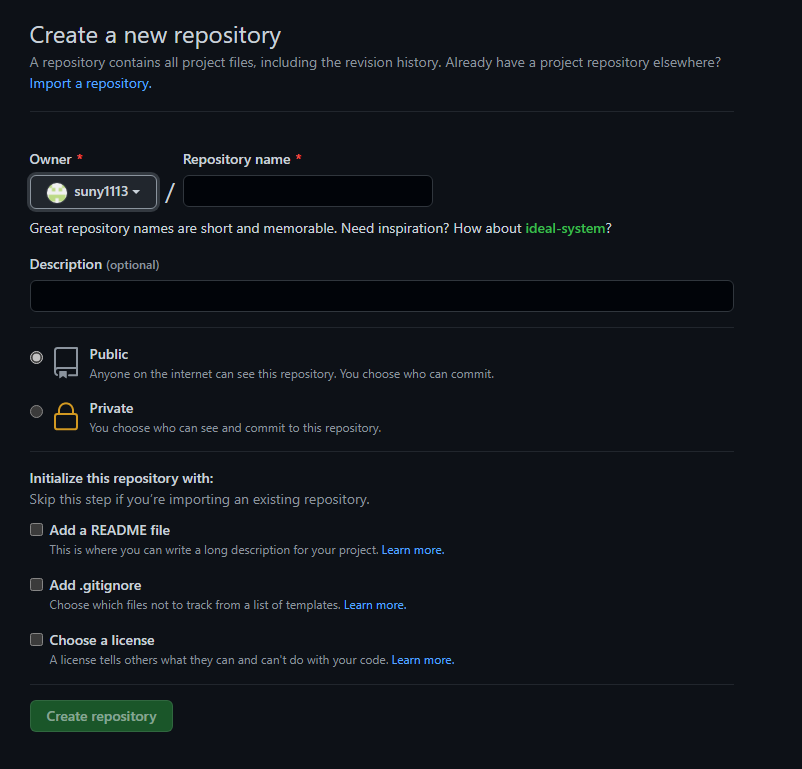 Create a new repository
A repository contains all project files, including the revision history. Already have a project repository elsewhere?
Import a repository.
Owner * Repository name *
suny1113 /
Great repository names are short and memorable. Need inspiration? How about ideal-system?
Description (optional)
Public
Anyone on the internet can see this repository. You choose who can commit.
Private
You choose who can see and commit to this repository.
Initialize this repository with:
Skip this step if you're importing an existing repository.
Add a README file
This is where you can write a long description for your project. Learn more.
Add .gitignore
Choose which files not to track from a list of templates. Learn more.
Choose a license
A license tells others what they can and can't do with your code. Learn more.
Create repository